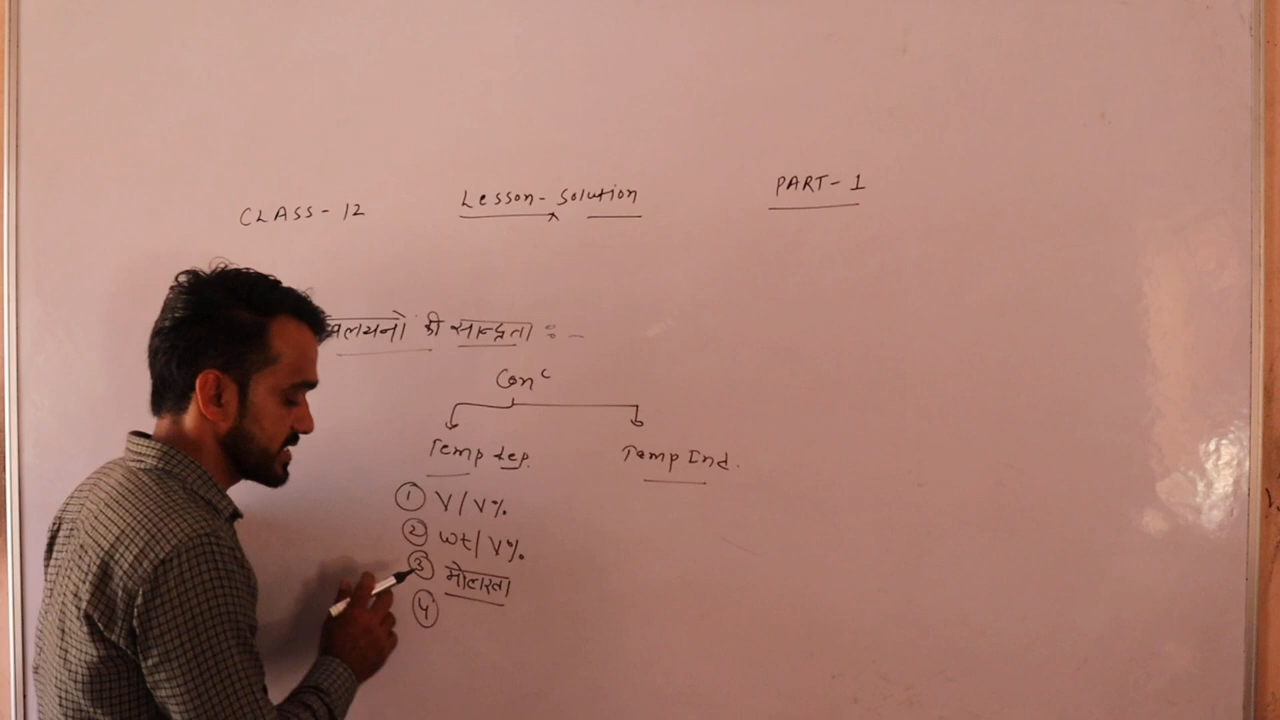 CLASS-12 Lesson-Solution PART-1
विलयनो की सान्द्रता :-
Conc
Temp dep. Temp Ind.
① V/V%.
② wt/V%.
③ मोलरता
④